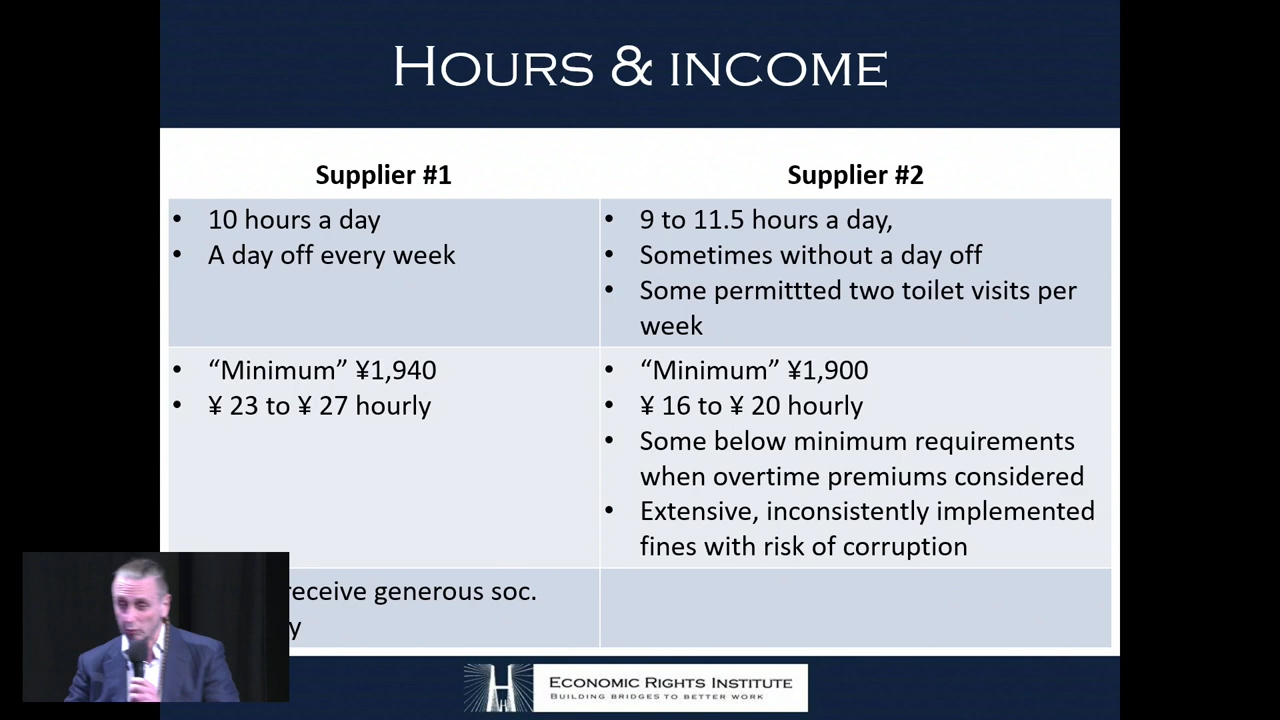 HOURS & INCOME
Supplier #1
Supplier #2
• 10 hours a day
• A day off every week
• 9 to 11.5 hours a day,
• Sometimes without a day off
• Some permittted two toilet visits per
week
• “Minimum” ¥1,940
• ¥ 23 to ¥ 27 hourly
• “Minimum” ¥1,900
• ¥ 16 to ¥ 20 hourly
• Some below minimum requirements
when overtime premiums considered
• Extensive, inconsistently implemented
fines with risk of corruption
receive generous soc.
ECONOMIC RIGHTS INSTITUTE
BUILDING BRIDGES TO BETTER WORK